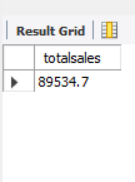 Result Grid
totalsales
89534.7